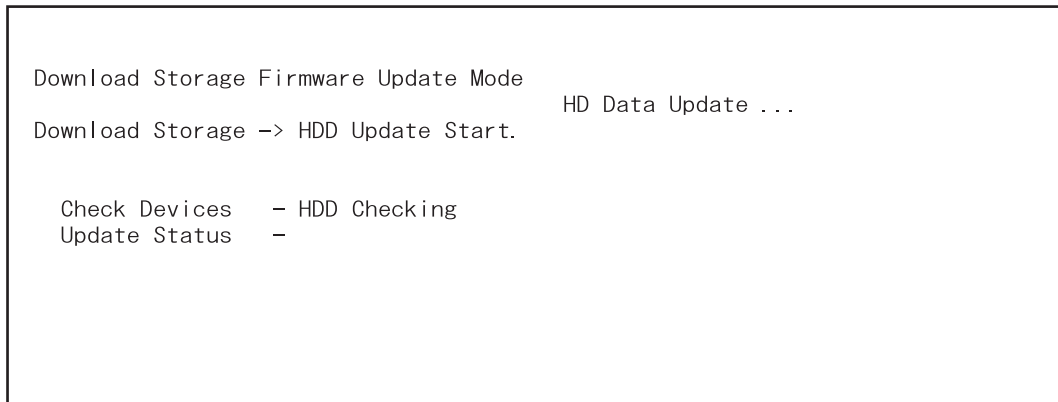 Download Storage Firmware Update Mode
HD Data Update ...
Download Storage -> HDD Update Start.
Check Devices - HDD Checking
Update Status -